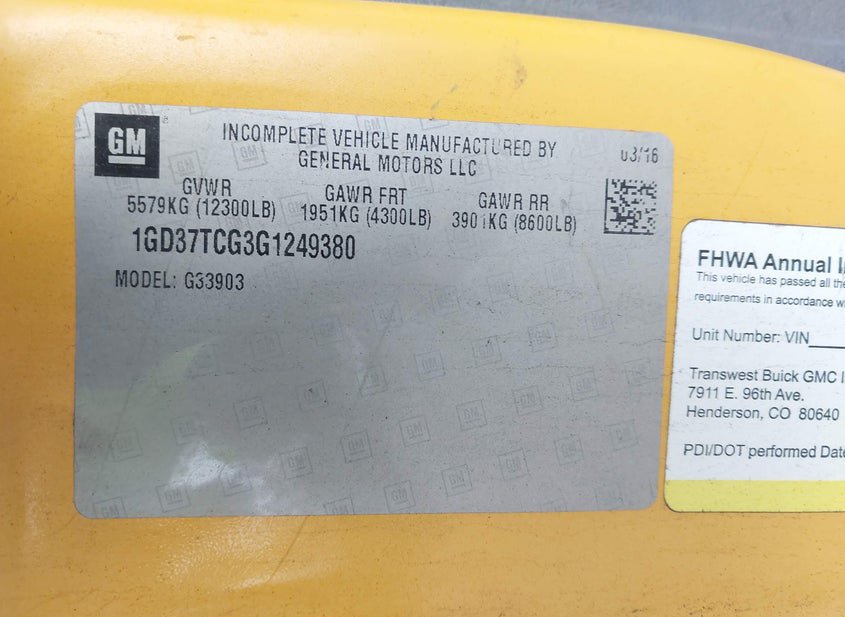 GM
INCOMPLETE VEHICLE MANUFACTURED BY
GENERAL MOTORS LLC
03/16
GVWR
5579KG (12300LB)
GAWR FRT
1951KG (4300LB)
GAWR RR
3901KG (8600LB)
1GD37TCG3G1249380
MODEL: G33903
FHWA Annual
This vehicle has passed all the
requirements in accordance
Unit Number: VIN
Transwest Buick GMC
7911 E. 96th Ave.
Henderson, CO 80640
PDI/DOT performed Date